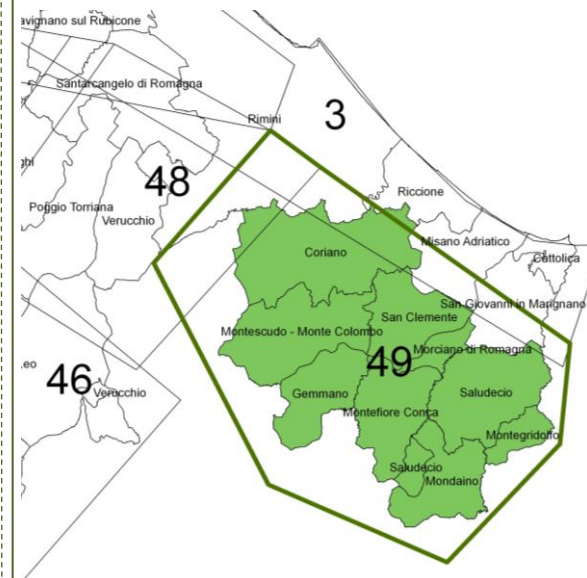 avignano sul Rubicone
Santarcangelo di Romagna
Rimini
3
ghi
48
Riccione
Poggio Torriana
Verucchio
Misano Adriatico
Coriano
Cattolica
San Giovanni in Marignano
San Clemente
Montescudo - Monte Colombo
Morciano di Romagna
49
eo
46
Verucchio
Gemmano
Saludecio
Montefiore Conca
Montegridolfo
Saludecio
Mondaino